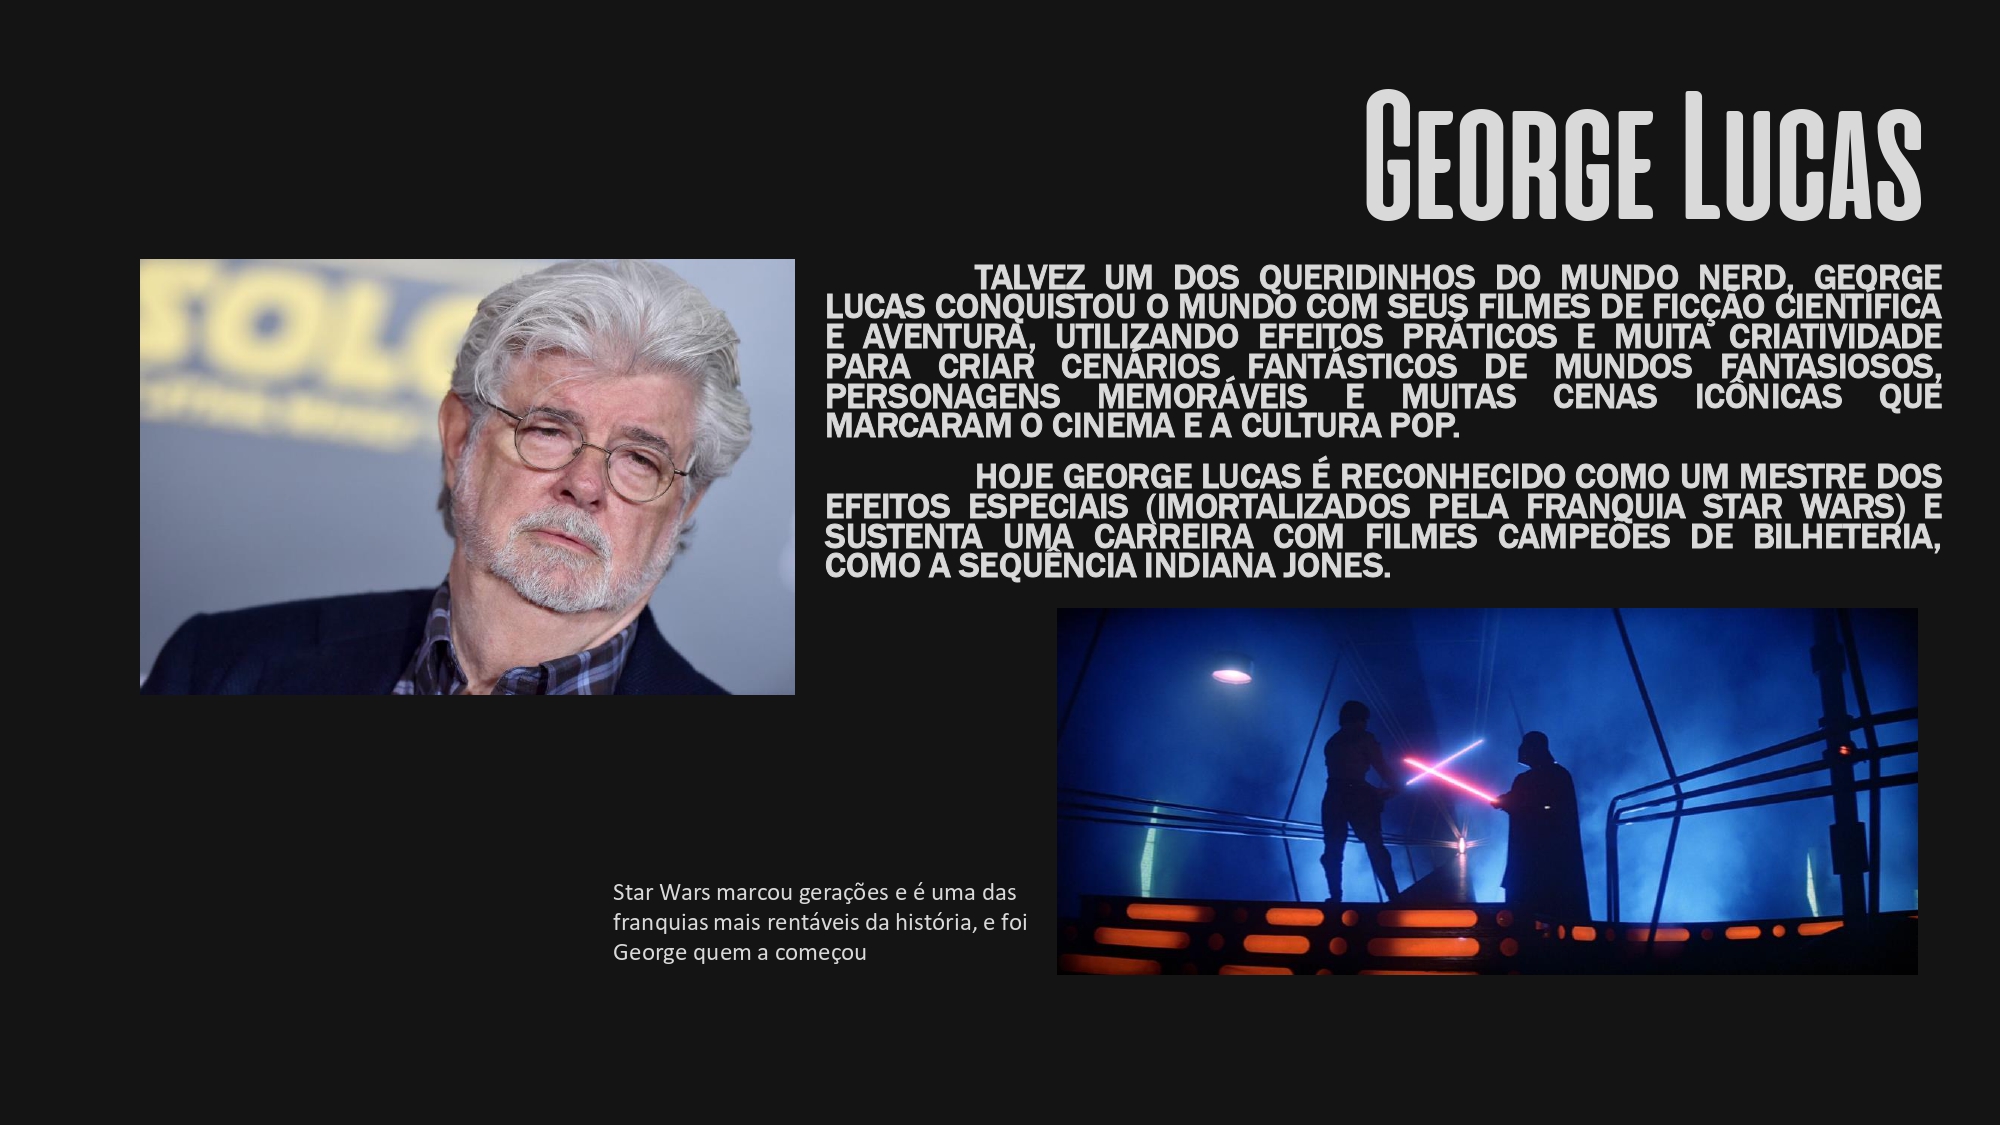 GEORGE LUCAS
SOLO
STAR WARS
TALVEZ UM DOS QUERIDINHOS DO MUNDO NERD, GEORGE
LUCAS CONQUISTOU O MUNDO COM SEUS FILMES DE FICÇÃO CIENTÍFICA
E AVENTURA, UTILIZANDO EFEITOS PRÁTICOS E MUITA CRIATIVIDADE
PARA CRIAR CENÁRIOS FANTÁSTICOS DE MUNDOS FANTASIOSOS,
PERSONAGENS MEMORÁVEIS E MUITAS CENAS ICÔNICAS QUE
MARCARAM O CINEMA E A CULTURA POP.
HOJE GEORGE LUCAS É RECONHECIDO COMO UM MESTRE DOS
EFEITOS ESPECIAIS (IMORTALIZADOS PELA FRANQUIA STAR WARS) E
SUSTENTA UMA CARREIRA COM FILMES CAMPEÕES DE BILHETERIA,
COMO A SEQUÊNCIA INDIANA JONES.
Star Wars marcou gerações e é uma das
franquias mais rentáveis da história, e foi
George quem a começou